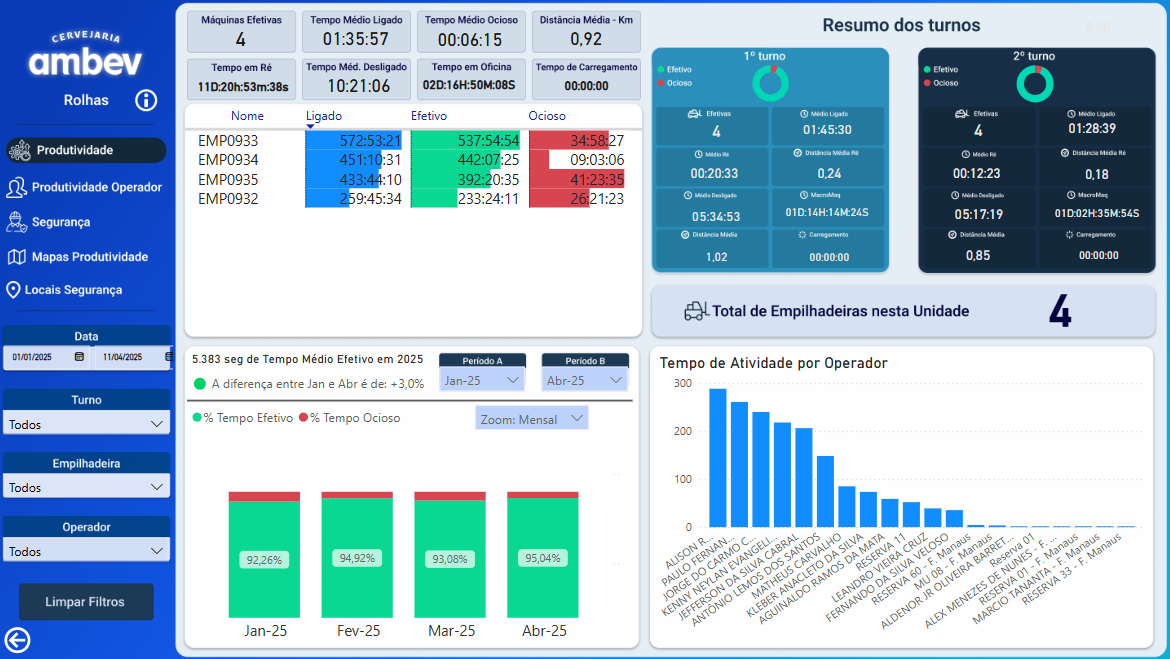 CERVEJARIA
ambev
Rolhas
Produtividade
Produtividade Operador
Segurança
Mapas Produtividade
Locais Segurança
Data
01/01/2025
11/04/2025
Turno
Todos
Empilhadeira
Todos
Operador
Todos
Limpar Filtros
Máquinas Efetivas
4
Tempo Médio Ligado
01:35:57
Tempo Médio Ocioso
00:06:15
Distância Média - Km
0,92
Tempo em Ré
11D:20h:53m:38s
Tempo Méd. Desligado
10:21:06
Tempo em Oficina
02D:16H:50M:08S
Tempo de Carregamento
00:00:00
Nome Ligado Efetivo Ocioso
EMP0933 572:53:21 537:54:54 34:58:27
EMP0934 451:10:31 442:07:25 09:03:06
EMP0935 433:44:10 392:20:35 41:23:35
EMP0932 259:45:34 233:24:11 26:21:23
Resumo dos turnos
0,00
1º turno
Efetivo
Ocioso
Efetivas
4
Médio Ligado
01:45:30
Médio Ré
00:20:33
Distância Média Ré
0,24
Médio Desligado
05:34:53
MacroMaq
01D:14H:14M:24S
Distância Média
1,02
Carregamento
00:00:00
2º turno
Efetivo
Ocioso
Efetivas
4
Médio Ligado
01:28:39
Médio Ré
00:12:23
Distância Média Ré
0,18
Médio Desligado
05:17:19
MacroMaq
01D:02H:35M:54S
Distância Média
0,85
Carregamento
00:00:00
Total de Empilhadeiras nesta Unidade
4
5.383 seg de Tempo Médio Efetivo em 2025
A diferença entre Jan e Abr é de: +3,0%
Período A
Jan-25
Período B
Abr-25
% Tempo Efetivo
% Tempo Ocioso
Zoom: Mensal
92,26%
94,92%
93,08%
95,04%
Jan-25
Fev-25
Mar-25
Abr-25
Tempo de Atividade por Operador
300
200
100
0
ALISON R...
PAULO FERNAN...
JORGE DO CARMO C...
KENNY NEYLAN EVANGELI...
JEFFERSON DA SILVA CABRAL
ANTÔNIO LEMOS DOS SANTOS
MATHEUS CARVALHO
KLEBER ANACLETO DA SILVA
AGUINALDO RAMOS DA MATA
RESERVA 11
LEANDRO VIEIRA CRUZ
FERNANDO DA SILVA VELOSO
RESERVA 60 - F. Manaus
MU 08 - F. Manaus
ALDENOR JR OLIVEIRA BARRET...
Reserva 01
ALEX MENEZES DE NUNES - F. ...
RESERVA 01 - F. Manaus
MARCIO TANANTA - F. Manaus
RESERVA 33 - F. Manaus